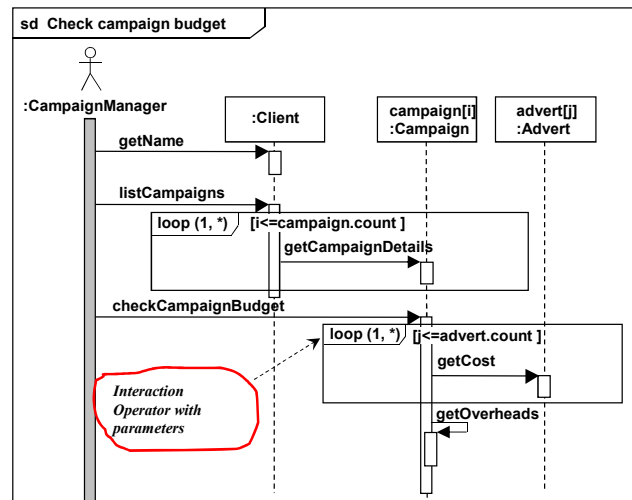 sd Check campaign budget
:CampaignManager
:Client
campaign[i]
:Campaign
advert[j]
:Advert
getName
listCampaigns
loop (1, *) [i<=campaign.count ]
getCampaignDetails
checkCampaignBudget
loop (1, *) [j<=advert.count ]
getCost
Interaction
Operator with
parameters
getOverheads